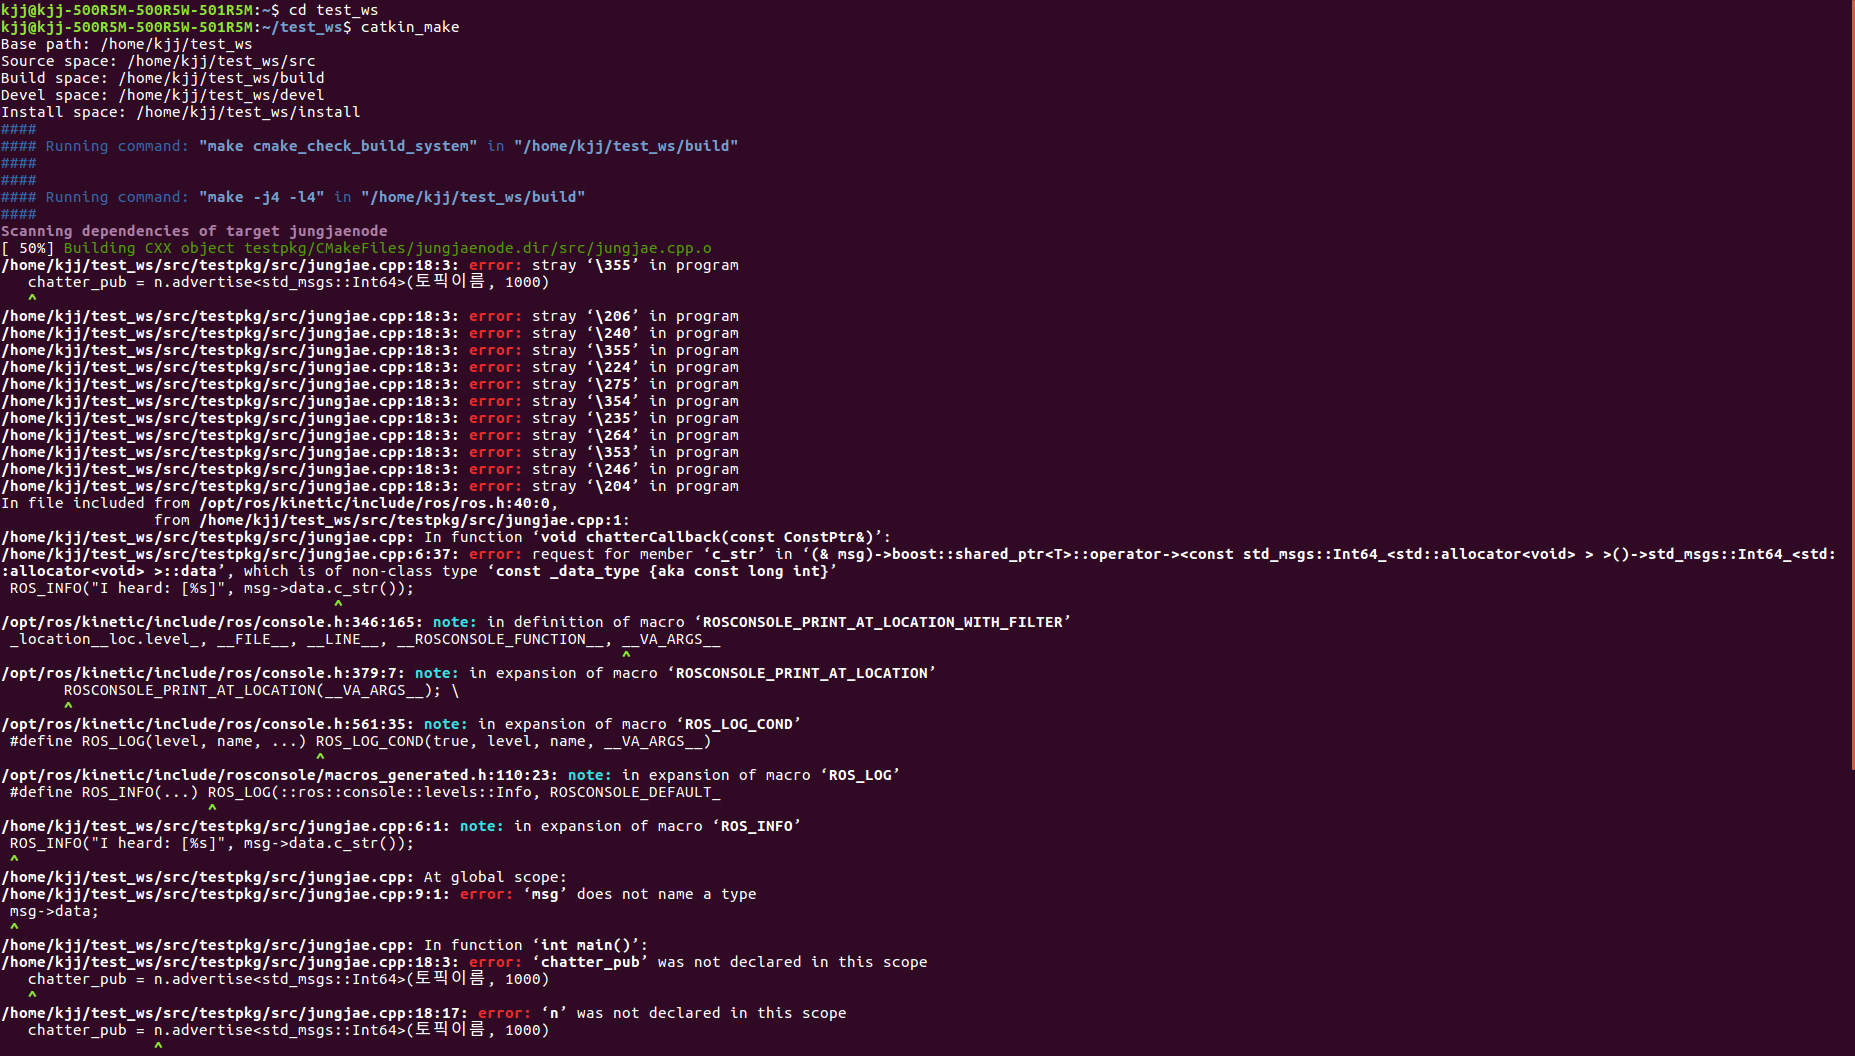 kjj@kjj-500R5M-500R5W-501R5M:~$ cd test_ws
kjj@kjj-500R5M-500R5W-501R5M:~/test_ws$ catkin_make
Base path: /home/kjj/test_ws
Source space: /home/kjj/test_ws/src
Build space: /home/kjj/test_ws/build
Devel space: /home/kjj/test_ws/devel
Install space: /home/kjj/test_ws/install
####
#### Running command: "make cmake_check_build_system" in "/home/kjj/test_ws/build"
####
####
#### Running command: "make -j4 -l4" in "/home/kjj/test_ws/build"
####
Scanning dependencies of target jungjaenode
[ 50%] Building CXX object testpkg/CMakeFiles/jungjaenode.dir/src/jungjae.cpp.o
/home/kjj/test_ws/src/testpkg/src/jungjae.cpp:18:3: error: stray ‘\355’ in program
   chatter_pub = n.advertise<std_msgs::Int64>(토픽이름, 1000)
   ^
/home/kjj/test_ws/src/testpkg/src/jungjae.cpp:18:3: error: stray ‘\206’ in program
/home/kjj/test_ws/src/testpkg/src/jungjae.cpp:18:3: error: stray ‘\240’ in program
/home/kjj/test_ws/src/testpkg/src/jungjae.cpp:18:3: error: stray ‘\355’ in program
/home/kjj/test_ws/src/testpkg/src/jungjae.cpp:18:3: error: stray ‘\224’ in program
/home/kjj/test_ws/src/testpkg/src/jungjae.cpp:18:3: error: stray ‘\275’ in program
/home/kjj/test_ws/src/testpkg/src/jungjae.cpp:18:3: error: stray ‘\354’ in program
/home/kjj/test_ws/src/testpkg/src/jungjae.cpp:18:3: error: stray ‘\235’ in program
/home/kjj/test_ws/src/testpkg/src/jungjae.cpp:18:3: error: stray ‘\264’ in program
/home/kjj/test_ws/src/testpkg/src/jungjae.cpp:18:3: error: stray ‘\353’ in program
/home/kjj/test_ws/src/testpkg/src/jungjae.cpp:18:3: error: stray ‘\246’ in program
/home/kjj/test_ws/src/testpkg/src/jungjae.cpp:18:3: error: stray ‘\204’ in program
In file included from /opt/ros/kinetic/include/ros/ros.h:40:0,
                 from /home/kjj/test_ws/src/testpkg/src/jungjae.cpp:1:
/home/kjj/test_ws/src/testpkg/src/jungjae.cpp: In function ‘void chatterCallback(const ConstPtr&)’:
/home/kjj/test_ws/src/testpkg/src/jungjae.cpp:6:37: error: request for member ‘c_str’ in ‘(& msg)->boost::shared_ptr<T>::operator-><const std_msgs::Int64_<std::allocator<void> > >()->std_msgs::Int64_<std:
:allocator<void> >::data’, which is of non-class type ‘const _data_type {aka const long int}’
 ROS_INFO("I heard: [%s]", msg->data.c_str());
                                     ^
/opt/ros/kinetic/include/ros/console.h:346:165: note: in definition of macro ‘ROSCONSOLE_PRINT_AT_LOCATION_WITH_FILTER’
 _location__loc.level_, __FILE__, __LINE__, __ROSCONSOLE_FUNCTION__, __VA_ARGS__
                                                                     ^
/opt/ros/kinetic/include/ros/console.h:379:7: note: in expansion of macro ‘ROSCONSOLE_PRINT_AT_LOCATION’
       ROSCONSOLE_PRINT_AT_LOCATION(__VA_ARGS__); \
       ^
/opt/ros/kinetic/include/ros/console.h:561:35: note: in expansion of macro ‘ROS_LOG_COND’
 #define ROS_LOG(level, name, ...) ROS_LOG_COND(true, level, name, __VA_ARGS__)
                                   ^
/opt/ros/kinetic/include/rosconsole/macros_generated.h:110:23: note: in expansion of macro ‘ROS_LOG’
 #define ROS_INFO(...) ROS_LOG(::ros::console::levels::Info, ROSCONSOLE_DEFAULT_
                       ^
/home/kjj/test_ws/src/testpkg/src/jungjae.cpp:6:1: note: in expansion of macro ‘ROS_INFO’
 ROS_INFO("I heard: [%s]", msg->data.c_str());
 ^
/home/kjj/test_ws/src/testpkg/src/jungjae.cpp: At global scope:
/home/kjj/test_ws/src/testpkg/src/jungjae.cpp:9:1: error: ‘msg’ does not name a type
 msg->data;
 ^
/home/kjj/test_ws/src/testpkg/src/jungjae.cpp: In function ‘int main()’:
/home/kjj/test_ws/src/testpkg/src/jungjae.cpp:18:3: error: ‘chatter_pub’ was not declared in this scope
   chatter_pub = n.advertise<std_msgs::Int64>(토픽이름, 1000)
   ^
/home/kjj/test_ws/src/testpkg/src/jungjae.cpp:18:17: error: ‘n’ was not declared in this scope
   chatter_pub = n.advertise<std_msgs::Int64>(토픽이름, 1000)
                 ^